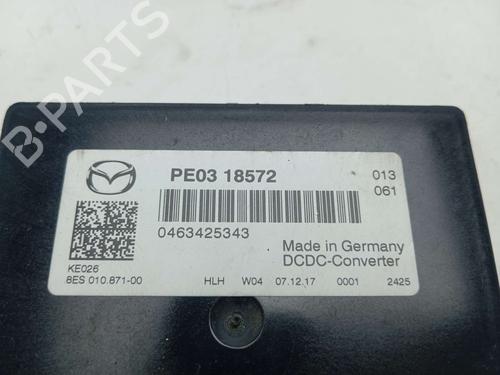 PE03 18572
013
061
0463425343
Made in Germany
DCDC-Converter
KE026
8ES 010.871-00
HLH W04 07.12.17 0001 2425
B-PARTS